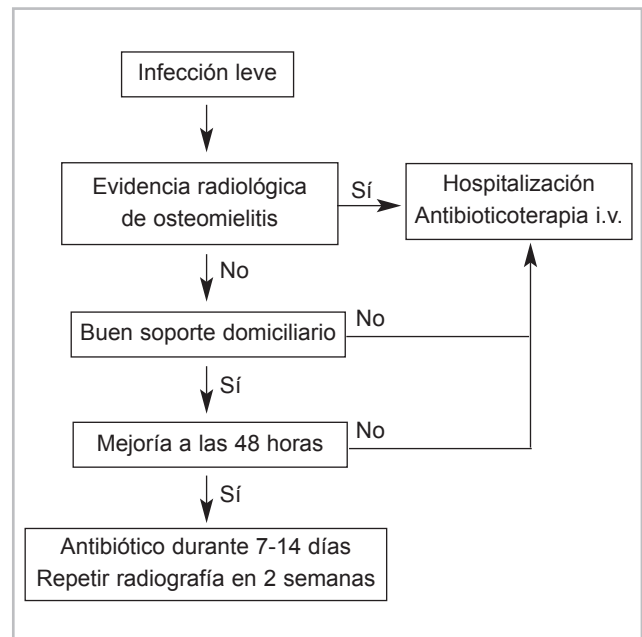 Infección leve
Evidencia radiológica
de osteomielitis
Sí
Hospitalización
Antibioticoterapia i.v.
No
Buen soporte domiciliario
No
Sí
Mejoría a las 48 horas
No
Sí
Antibiótico durante 7-14 días
Repetir radiografía en 2 semanas